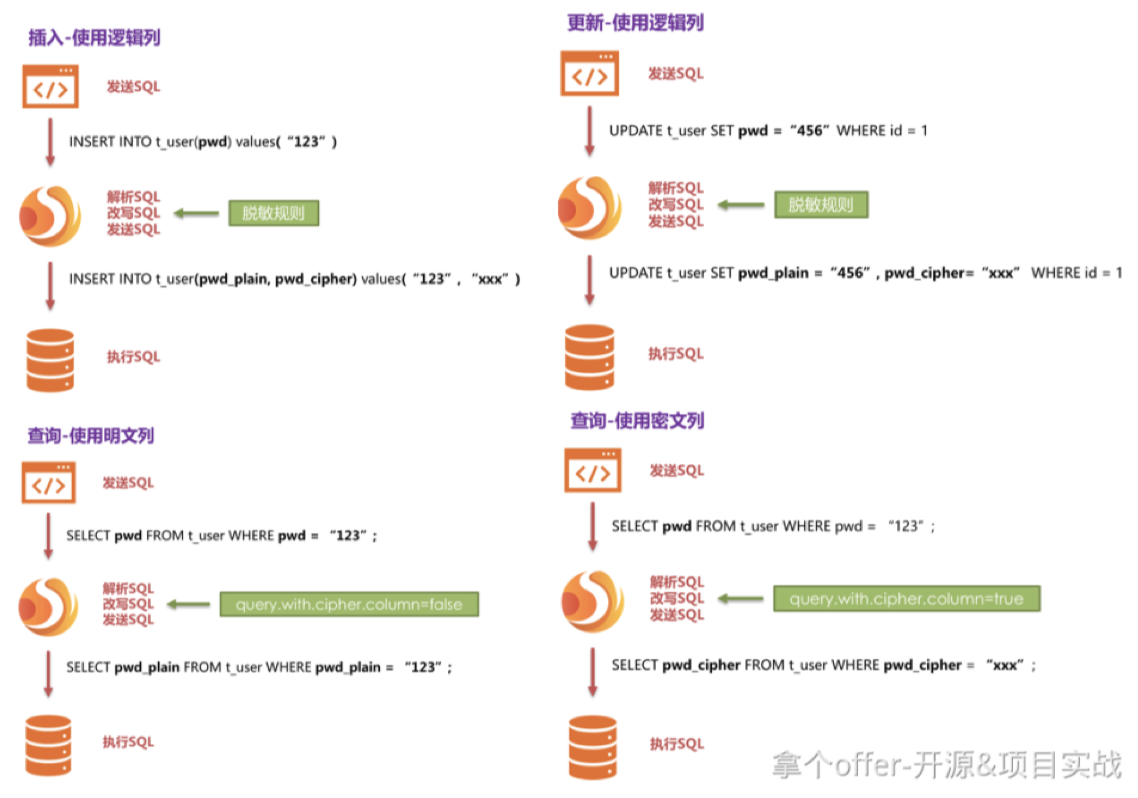 插入-使用逻辑列
</>
发送SQL
INSERT INTO t_user(pwd) values( “123” )
解析SQL
改写SQL
发送SQL
脱敏规则
INSERT INTO t_user(pwd_plain, pwd_cipher) values( “123” , “xxx” )
执行SQL
更新-使用逻辑列
</>
发送SQL
UPDATE t_user SET pwd = “456” WHERE id = 1
解析SQL
改写SQL
发送SQL
脱敏规则
UPDATE t_user SET pwd_plain = “456” , pwd_cipher= “xxx” WHERE id = 1
执行SQL
查询-使用明文列
</>
发送SQL
SELECT pwd FROM t_user WHERE pwd = “123” ;
解析SQL
改写SQL
发送SQL
query.with.cipher.column=false
SELECT pwd_plain FROM t_user WHERE pwd_plain = “123” ;
执行SQL
查询-使用密文列
</>
发送SQL
SELECT pwd FROM t_user WHERE pwd = “123” ;
解析SQL
改写SQL
发送SQL
query.with.cipher.column=true
SELECT pwd_cipher FROM t_user WHERE pwd_cipher = “xxx” ;
执行SQL
拿个offer-开源&项目实战